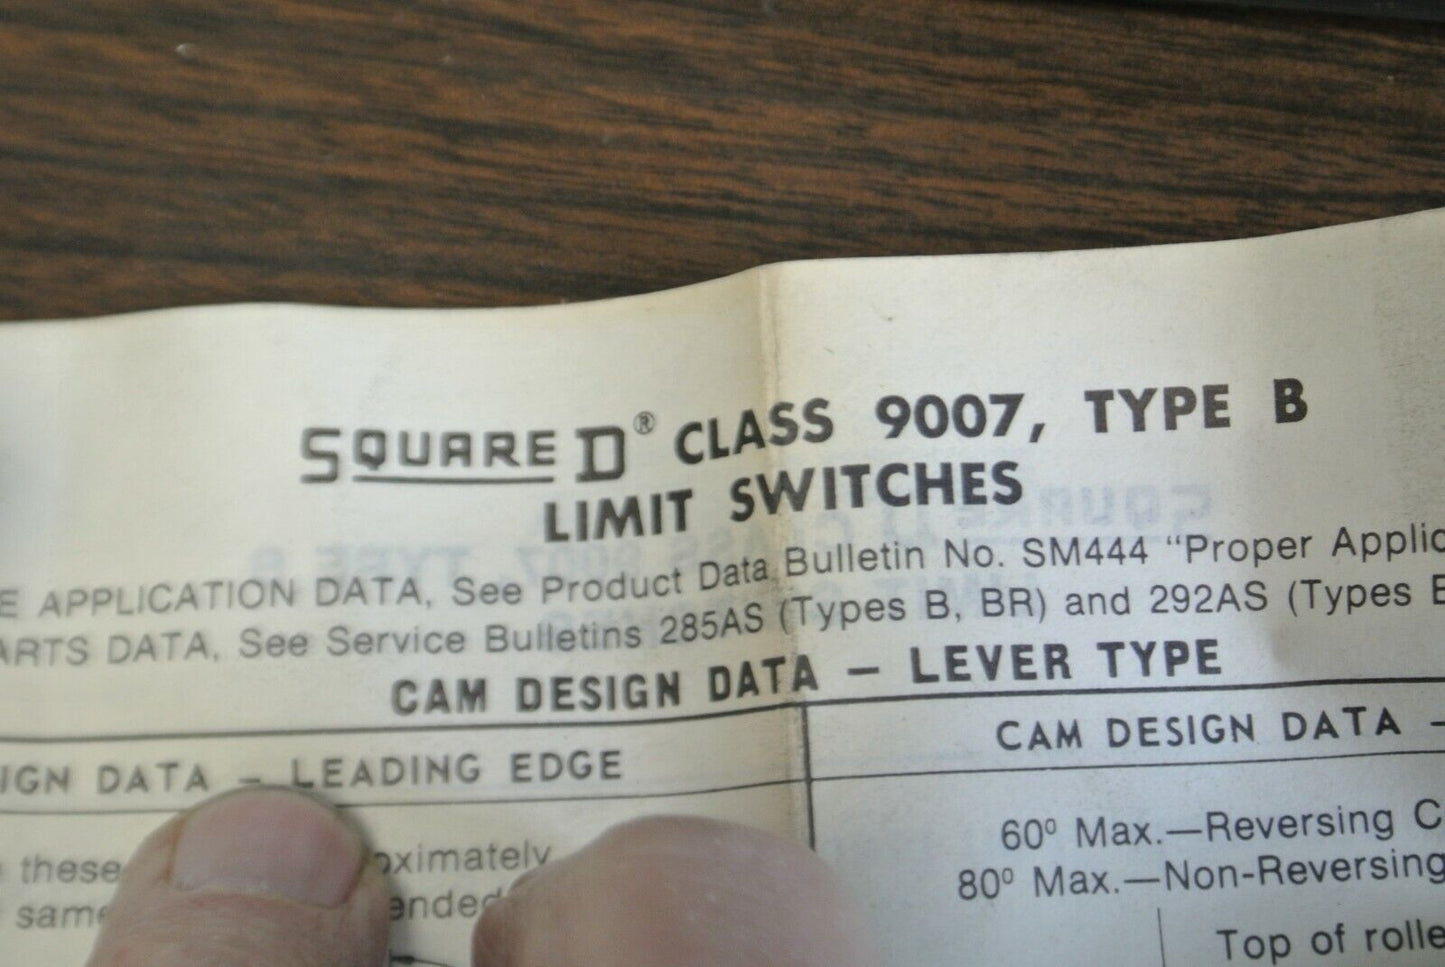 SQUARE D® CLASS 9007, TYPE B
LIMIT SWITCHES
E APPLICATION DATA, See Product Data Bulletin No. SM444 “Proper Applic
ARTS DATA, See Service Bulletins 285AS (Types B, BR) and 292AS (Types B
CAM DESIGN DATA – LEVER TYPE
IGN DATA – LEADING EDGE
CAM DESIGN DATA –
these
oximately
same
ended
60º Max.—Reversing C
80º Max.—Non-Reversing
Top of rolle